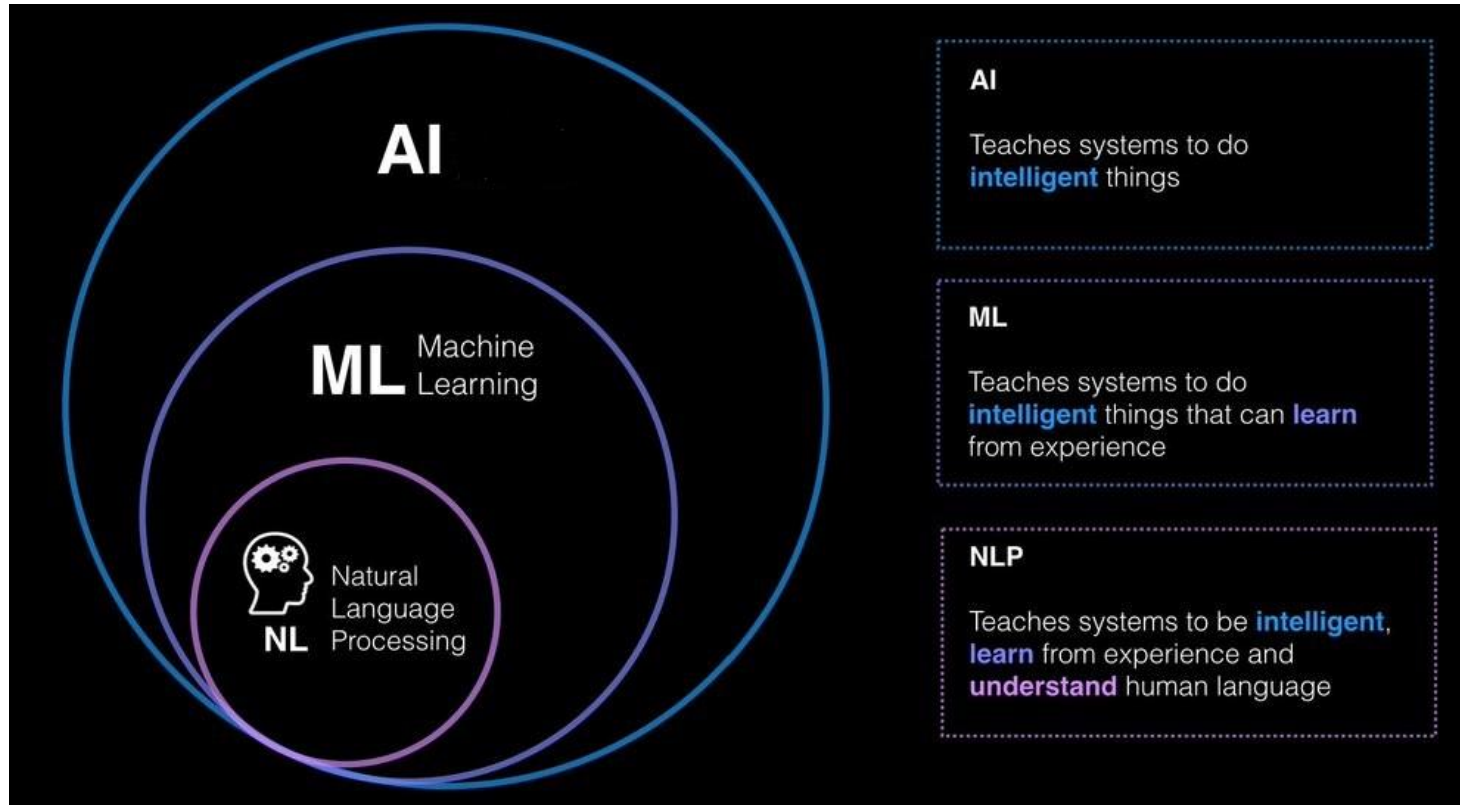 AI
ML Machine
Learning
Natural
Language
NL Processing
AI
Teaches systems to do
intelligent things
ML
Teaches systems to do
intelligent things that can learn
from experience
NLP
Teaches systems to be intelligent,
learn from experience and
understand human language